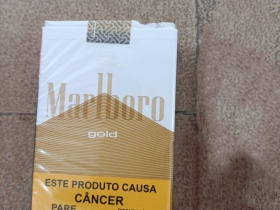 Marlboro
gold
ESTE PRODUTO CAUSA
CÂNCER
PARE